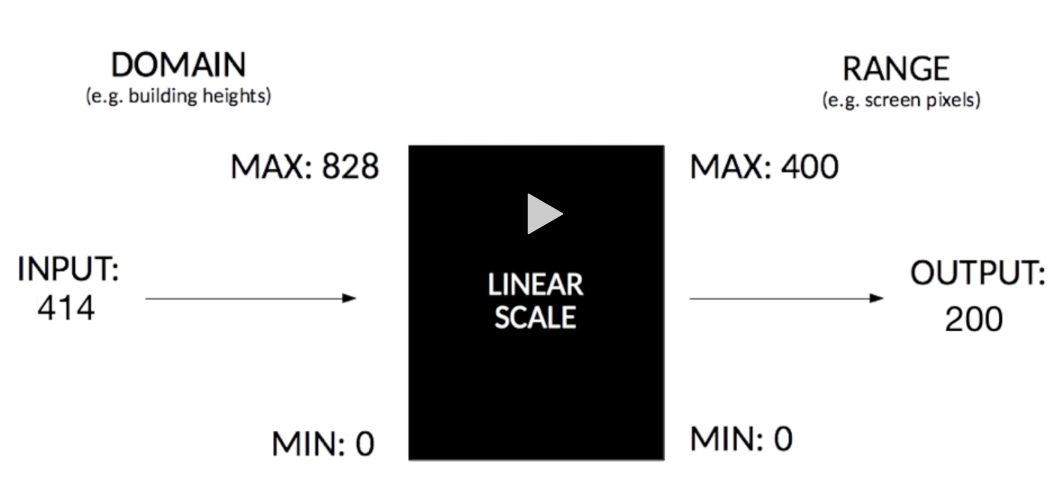 DOMAIN
(e.g. building heights)
RANGE
(e.g. screen pixels)
MAX: 828
MAX: 400
INPUT:
414
LINEAR
SCALE
OUTPUT:
200
MIN: 0
MIN: 0